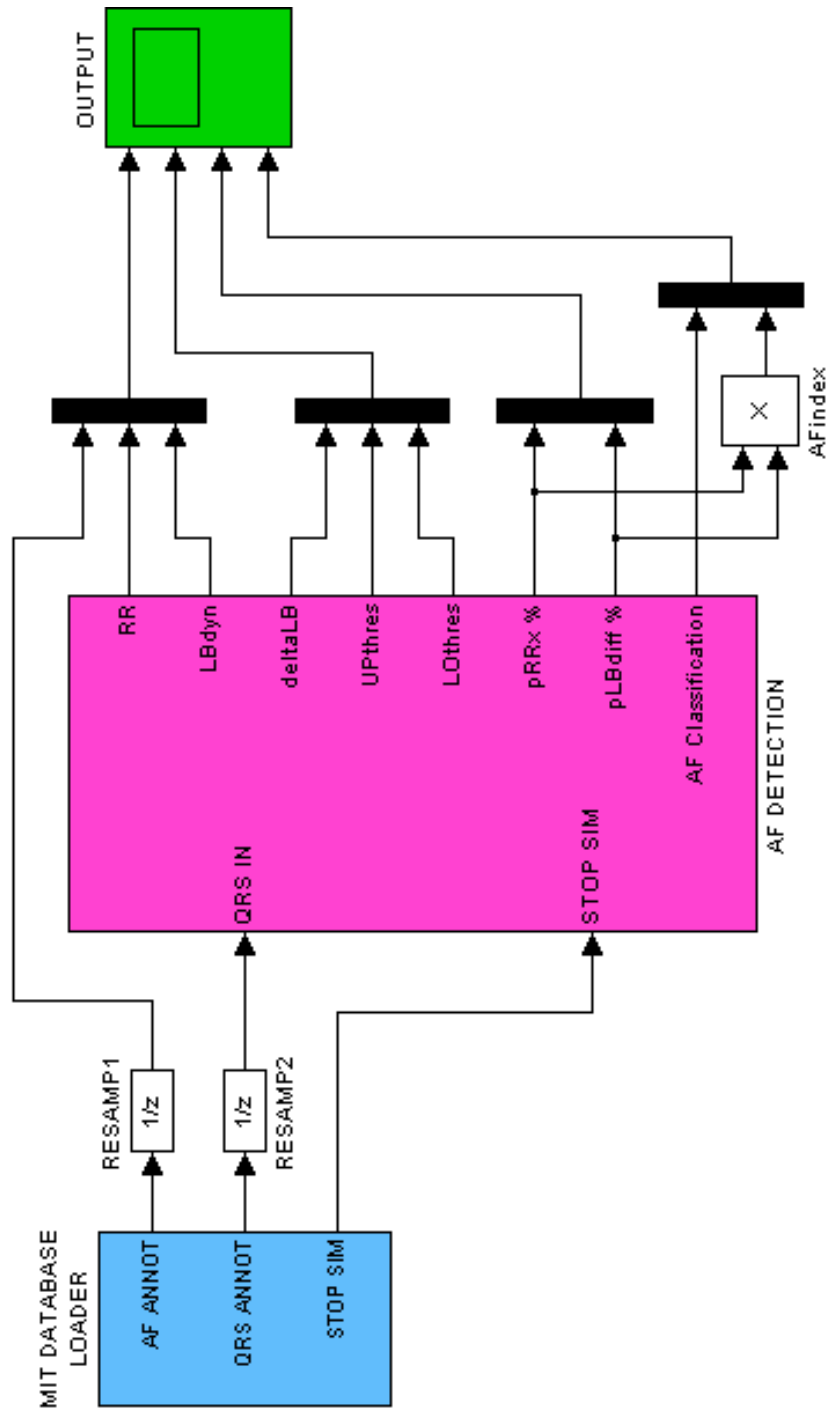 MIT DATABASE
LOADER
AF ANNOT
QRS ANNOT
STOP SIM
RESAMP1
1/z
1/z
RESAMP2
QRS IN
STOP SIM
RR
LBdyn
deltaLB
UPthres
LOthres
pRRx %
pLBdiff %
AF Classification
AF DETECTION
X
AFindex
OUTPUT